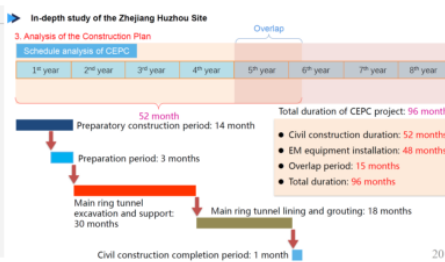 In-depth study of the Zhejiang Huzhou Site
3. Analysis of the Construction Plan
Overlap
Schedule analysis of CEPC
1st year 2nd year 3rd year 4th year 5th year 6th year 7th year 8th year
52 months
Total duration of CEPC project: 96 month
Preparatory construction period: 14 month
• Civil construction duration: 52 months
• EM equipment installation: 48 months
• Overlap period: 15 months
• Total duration: 96 months
Preparation period: 3 months
Main ring tunnel
excavation and support:
30 months
Main ring tunnel lining and grouting: 18 months
Civil construction completion period: 1 month
20